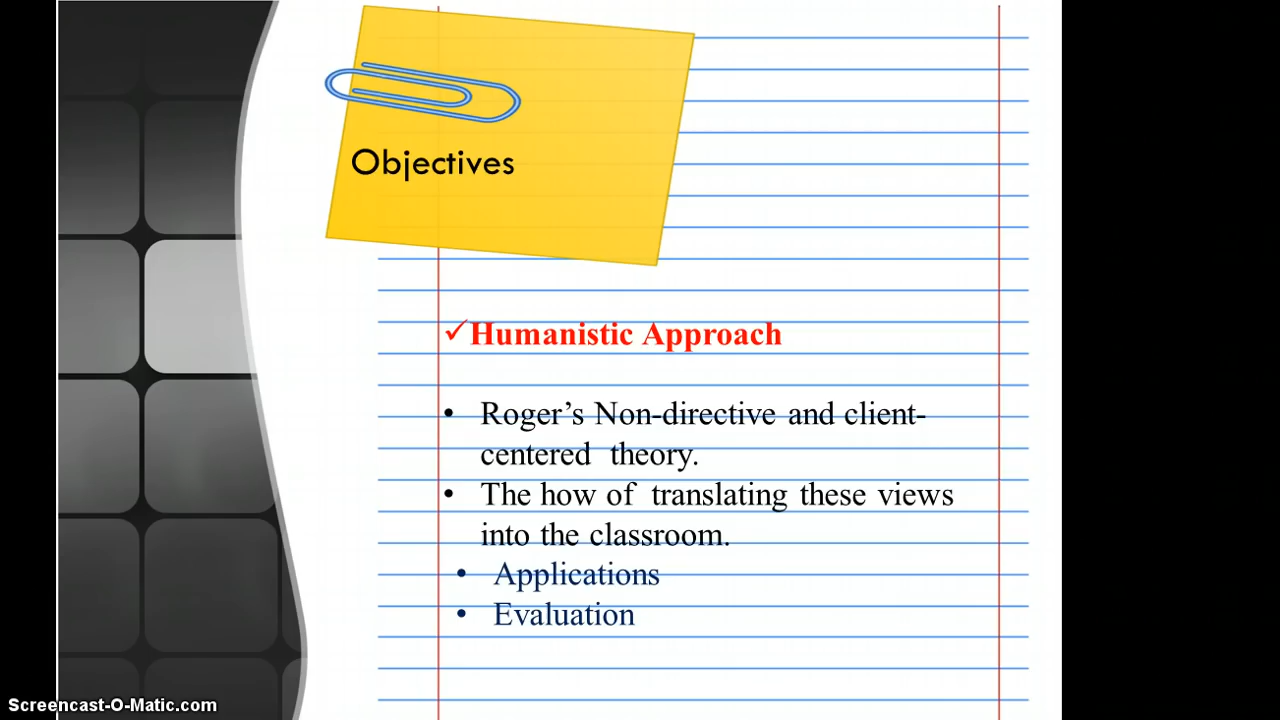 Objectives
✓Humanistic Approach
• Roger’s Non-directive and client-
centered theory.
• The how of translating these views
into the classroom.
• Applications
• Evaluation
Screencast-O-Matic.com